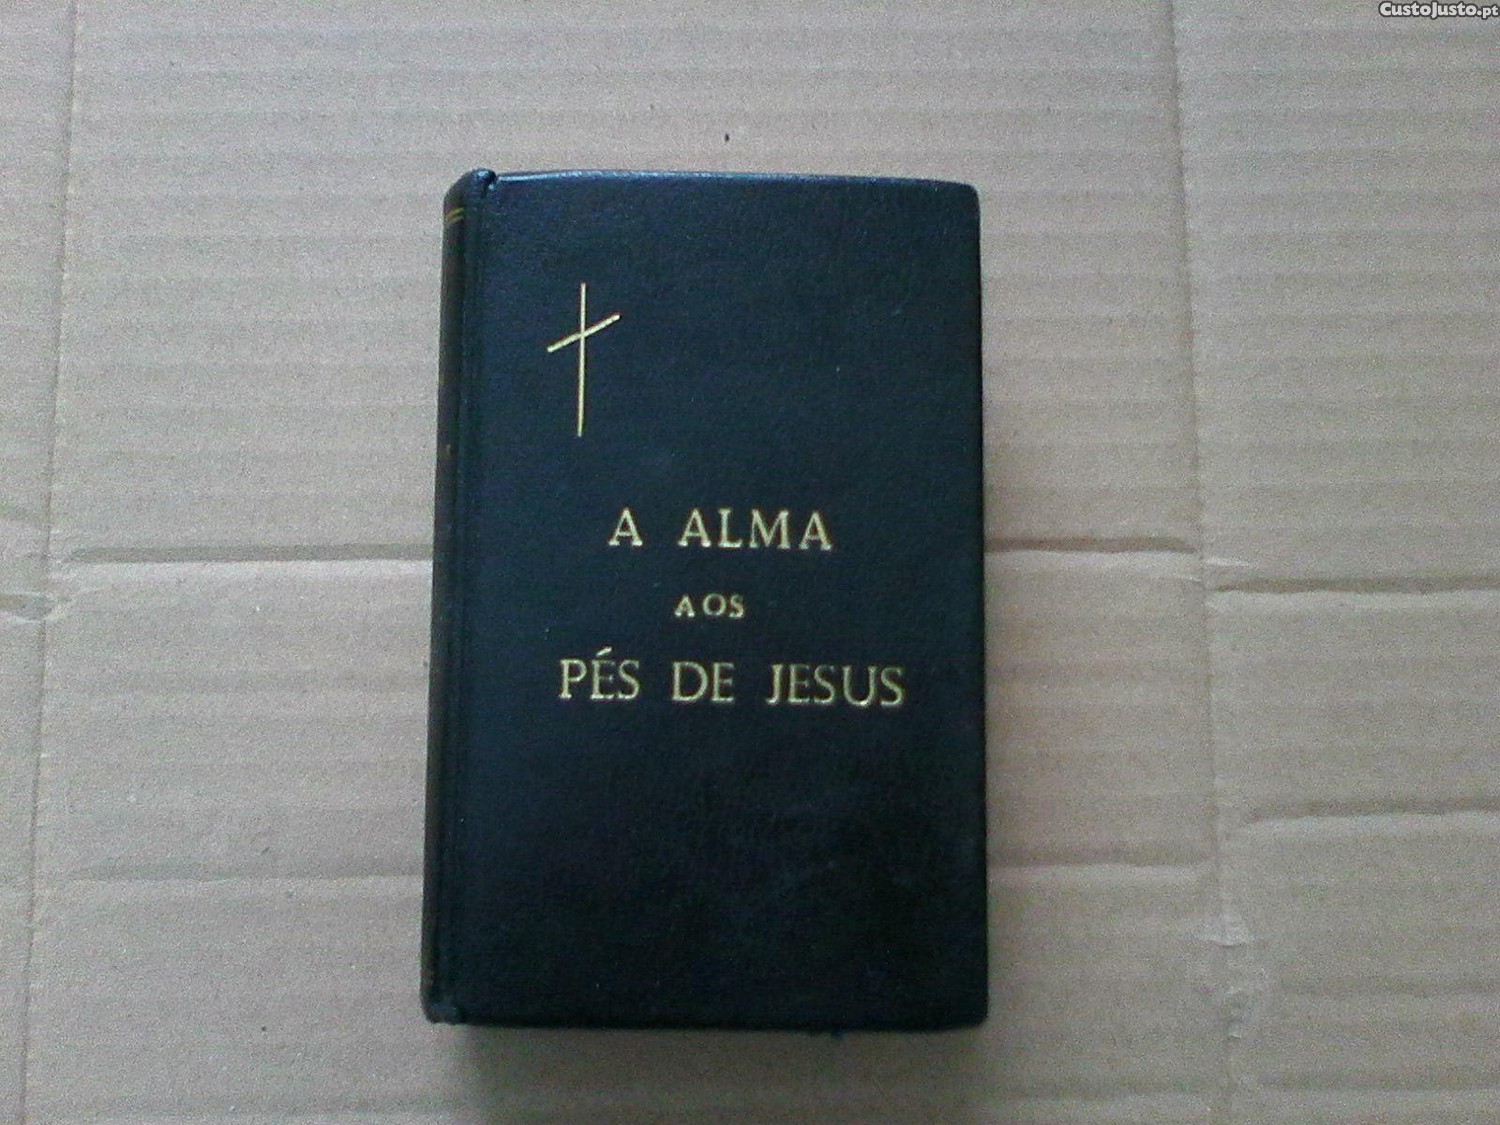 CustoJusto.pt
A ALMA
AOS
PÉS DE JESUS